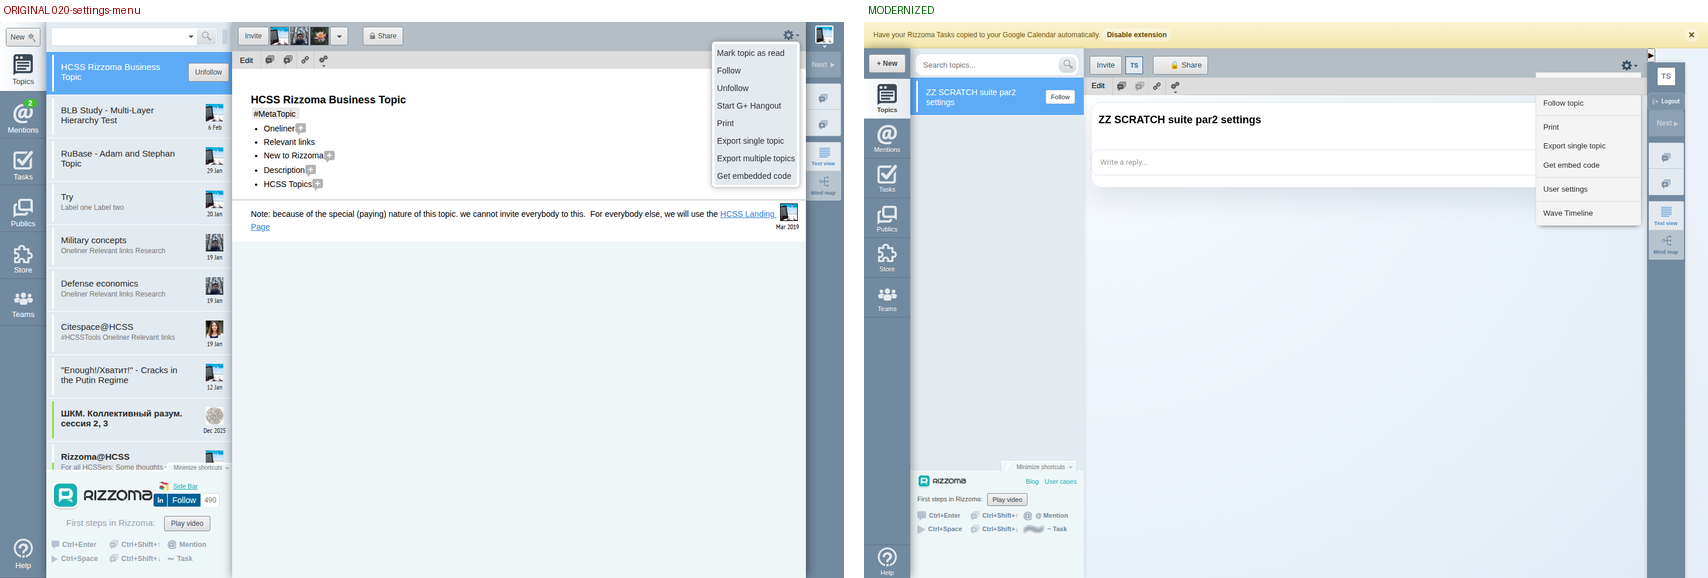 ORIGINAL 020-settings-menu
New
Topics
2
Mentions
Tasks
Publics
Store
Teams
Help
HCSS Rizzoma Business
Topic
Unfollow
BLB Study - Multi-Layer
Hierarchy Test
6 Feb
RuBase - Adam and Stephan
Topic
29 Jan
Try
Label one Label two
20 Jan
Military concepts
Oneliner Relevant links Research
19 Jan
Defense economics
Oneliner Relevant links Research
19 Jan
Citespace@HCSS
#HCSSTools Oneliner Relevant links
19 Jan
"Enough!/Хватит!" - Cracks in
the Putin Regime
12 Jan
ШКМ. Коллективный разум.
сессия 2, 3
Dec 2025
Rizzoma@HCSS
For all HCSSers: Some thoughts
Minimize shortcuts
RIZZOMA
Side Bar
in Follow 490
First steps in Rizzoma: Play video
Ctrl+Enter Ctrl+Shift+↑ @ Mention
Ctrl+Space Ctrl+Shift+↓ ~ Task
Invite Share
Edit
HCSS Rizzoma Business Topic
#MetaTopic
• Oneliner
• Relevant links
• New to Rizzoma
• Description
• HCSS Topics
Note: because of the special (paying) nature of this topic. we cannot invite everybody to this. For everybody else, we will use the HCSS Landing
Page
Mar 2019
Mark topic as read
Follow
Unfollow
Start G+ Hangout
Print
Export single topic
Export multiple topics
Get embedded code
Next
Text view
Mind map
MODERNIZED
Have your Rizzoma Tasks copied to your Google Calendar automatically. Disable extension ×
+ New
Topics
Mentions
Tasks
Publics
Store
Teams
Help
Search topics...
ZZ SCRATCH suite par2
settings
Follow
Minimize shortcuts
RIZZOMA Blog User cases
First steps in Rizzoma: Play video
Ctrl+Enter Ctrl+Shift+↑ @ @ Mention
Ctrl+Space Ctrl+Shift+↓ ~ Task
Invite TS Share
Edit
ZZ SCRATCH suite par2 settings
Write a reply...
Follow topic
Print
Export single topic
Get embed code
User settings
Wave Timeline
TS
Logout
Next
Text view
Mind map